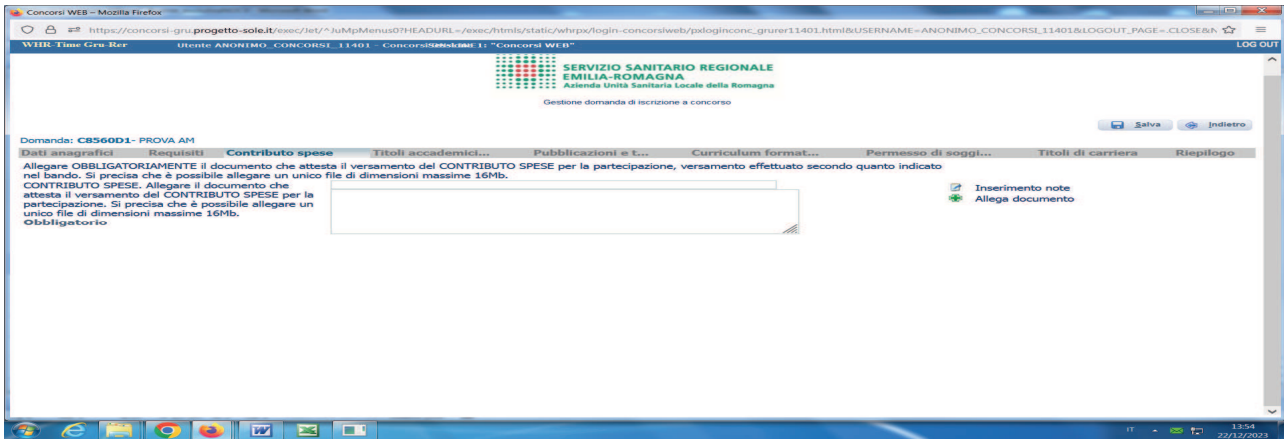 Concorsi WEB – Mozilla Firefox
https://concorsi-gru.progetto-sole.it/exec/Jet/^JuMpMenus0?HEADURL=/exec/htmls/static/whrpx/login-concorsiweb/pxloginconc_grurer11401.html&USERNAME=ANONIMO_CONCORSI_11401&LOGOUT_PAGE=.CLOSE&
WHR-Time Gru-Rer Utente ANONIMO_CONCORSI_11401 - Concorsi 1: "Concorsi WEB" LOG OUT
SERVIZIO SANITARIO REGIONALE
EMILIA-ROMAGNA
Azienda Unità Sanitaria Locale della Romagna
Gestione domanda di iscrizione a concorso
Salva Indietro
Domanda: C8560D1- PROVA AM
Dati anagrafici Requisiti Contributo spese Titoli accademici... Pubblicazioni e t... Curriculum format... Permesso di soggi... Titoli di carriera Riepilogo
Allegare OBBLIGATORIAMENTE il documento che attesta il versamento del CONTRIBUTO SPESE per la partecipazione, versamento effettuato secondo quanto indicato
nel bando. Si precisa che è possibile allegare un unico file di dimensioni massime 16Mb.
CONTRIBUTO SPESE. Allegare il documento che
attesta il versamento del CONTRIBUTO SPESE per la
partecipazione. Si precisa che è possibile allegare un
unico file di dimensioni massime 16Mb.
Obbligatorio
Inserimento note
Allega documento
IT
13:54
22/12/2023